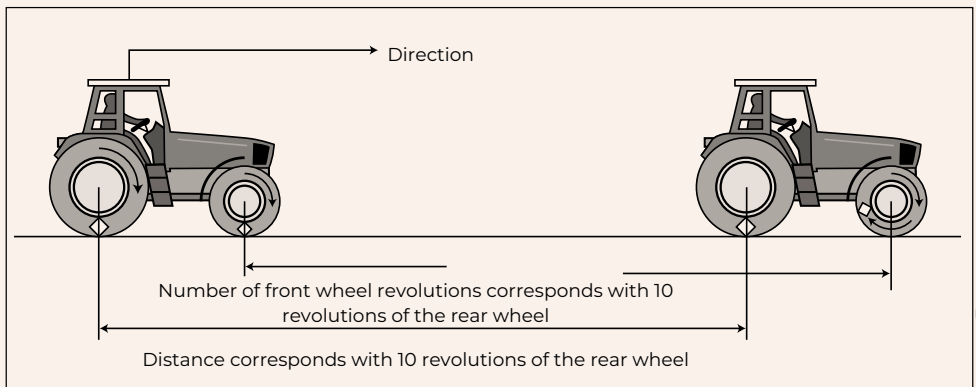 Direction
Number of front wheel revolutions corresponds with 10
revolutions of the rear wheel
Distance corresponds with 10 revolutions of the rear wheel